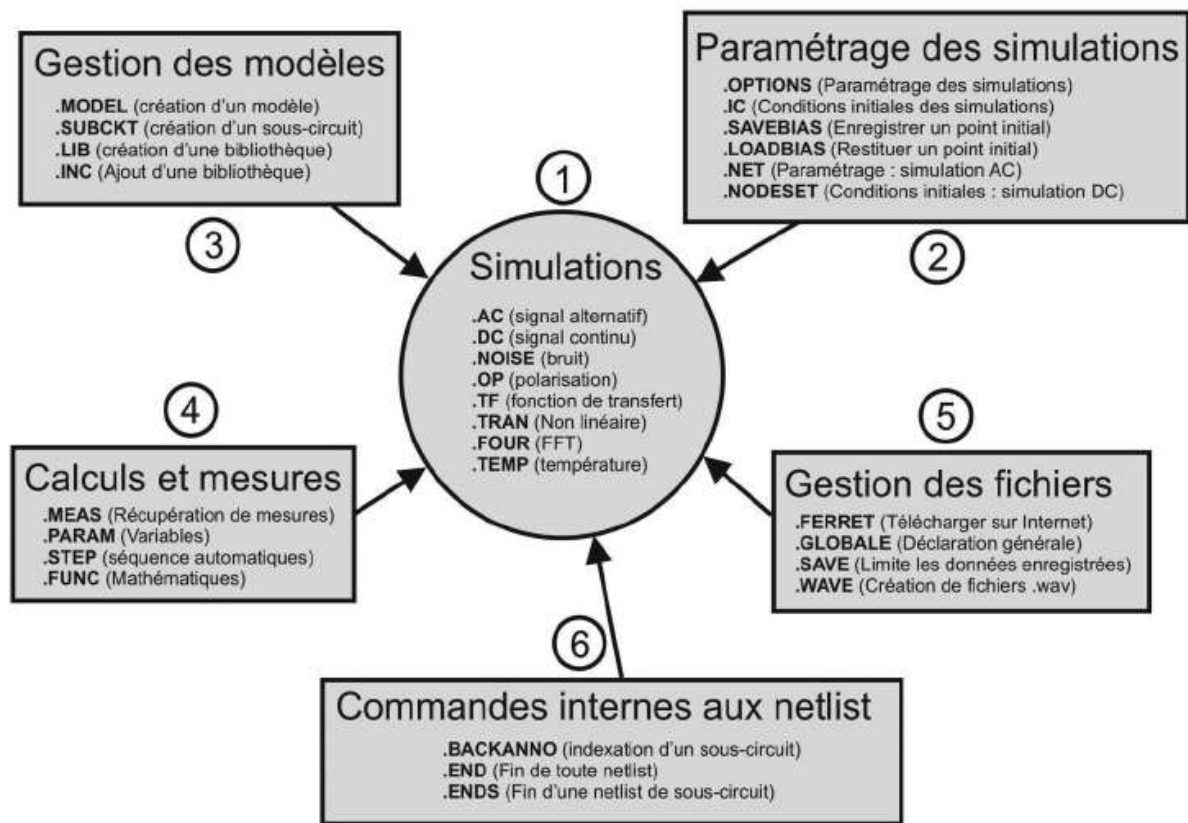 Gestion des modèles
.MODEL (création d'un modèle)
.SUBCKT (création d'un sous-circuit)
.LIB (création d'une bibliothèque)
.INC (Ajout d'une bibliothèque)
3
Paramétrage des simulations
.OPTIONS (Paramétrage des simulations)
.IC (Conditions initiales des simulations)
.SAVEBIAS (Enregistrer un point initial)
.LOADBIAS (Restituer un point initial)
.NET (Paramétrage : simulation AC)
.NODESET (Conditions initiales : simulation DC)
2
1
Simulations
.AC (signal alternatif)
.DC (signal continu)
.NOISE (bruit)
.OP (polarisation)
.TF (fonction de transfert)
.TRAN (Non linéaire)
.FOUR (FFT)
.TEMP (température)
4
Calculs et mesures
.MEAS (Récupération de mesures)
.PARAM (Variables)
.STEP (séquence automatiques)
.FUNC (Mathématiques)
5
Gestion des fichiers
.FERRET (Télécharger sur Internet)
.GLOBALE (Déclaration générale)
.SAVE (Limite les données enregistrées)
.WAVE (Création de fichiers .wav)
6
Commandes internes aux netlist
.BACKANNO (indexation d'un sous-circuit)
.END (Fin de toute netlist)
.ENDS (Fin d'une netlist de sous-circuit)